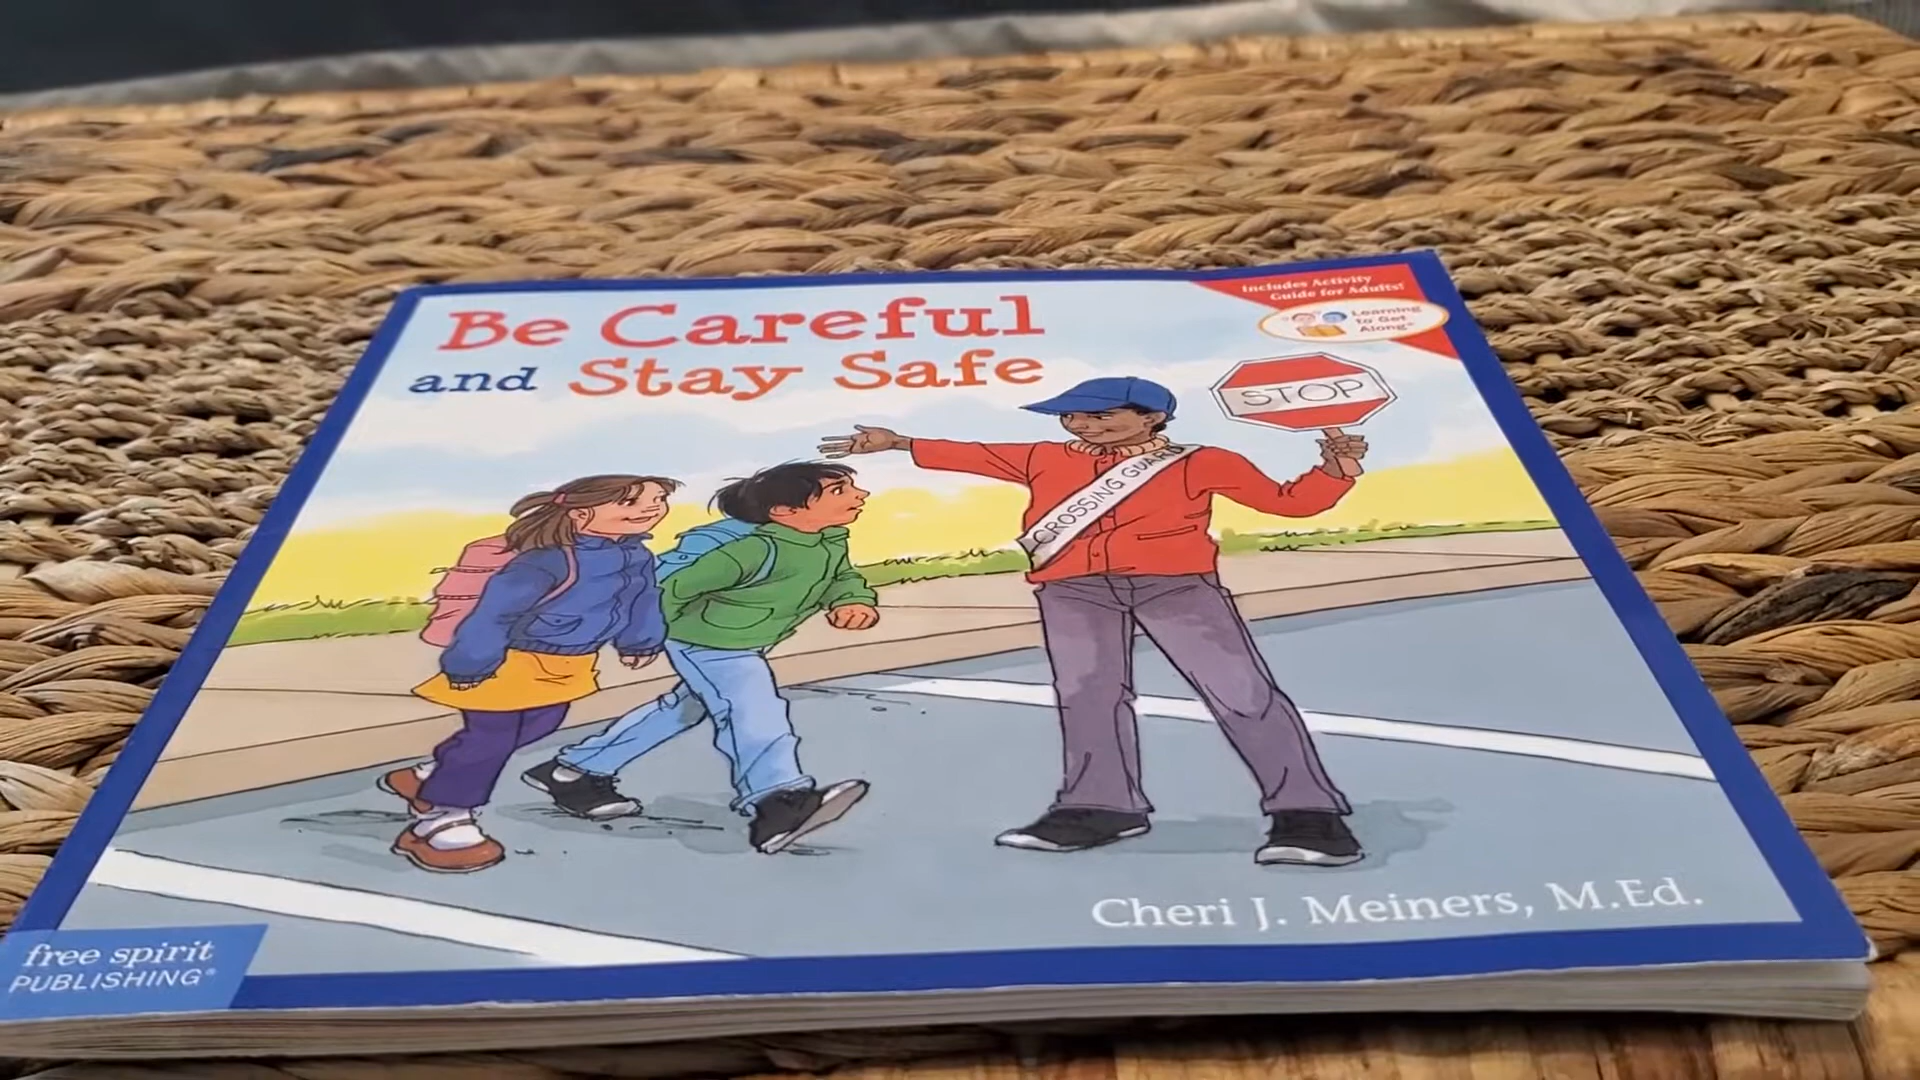 Be Careful
and Stay Safe
Includes Activity
Guide for Adults!
Learning
to Get
Along®
STOP
CROSSING GUARD
Cheri J. Meiners, M.Ed.
free spirit
PUBLISHING®